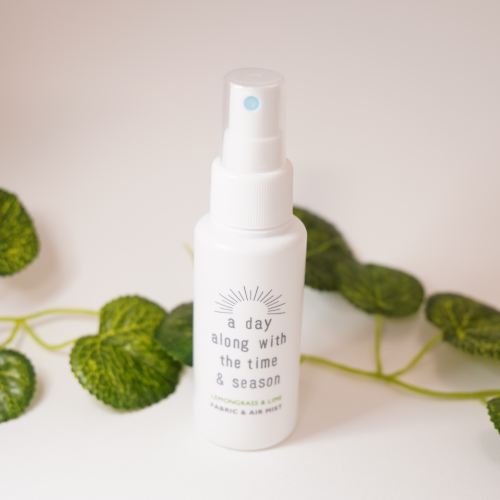 a day
along with
the time
& season
LEMONGRASS & LIME
FABRIC & AIR MIST